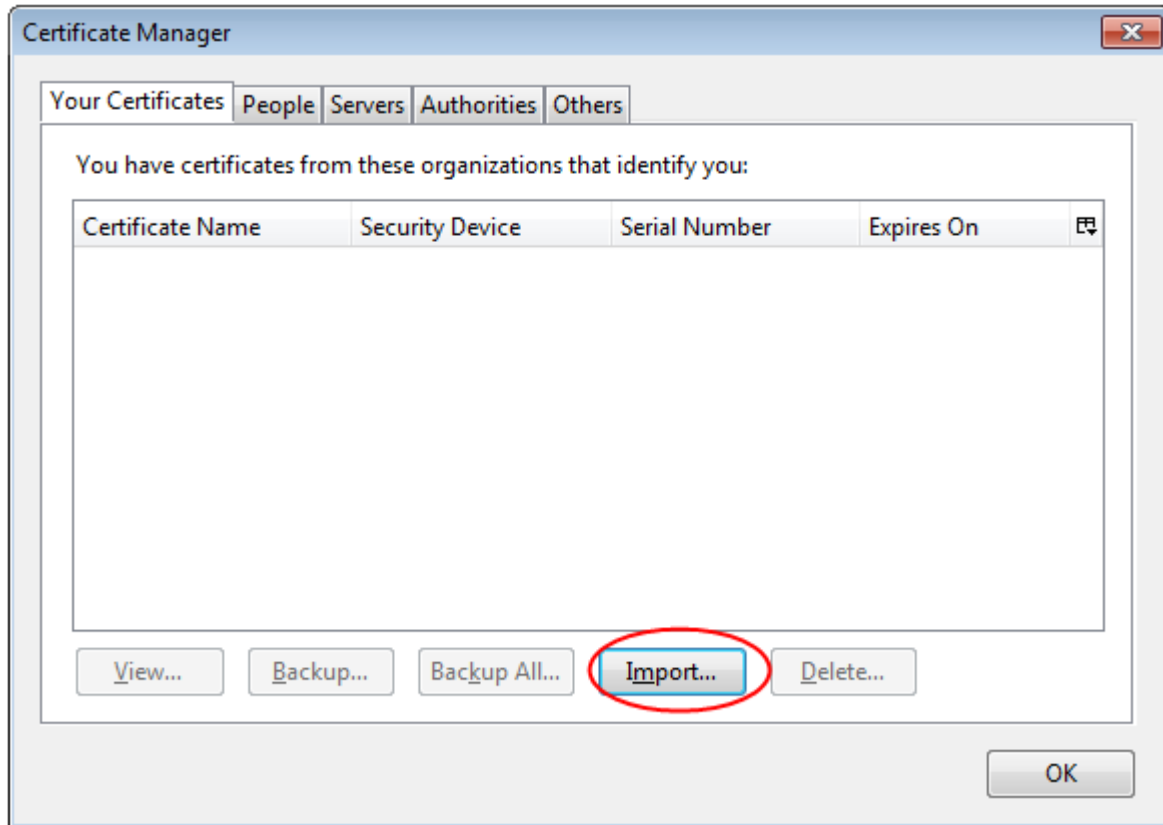 Certificate Manager
Your Certificates People Servers Authorities Others
You have certificates from these organizations that identify you:
Certificate Name Security Device Serial Number Expires On
View... Backup... Backup All... Import... Delete...
OK